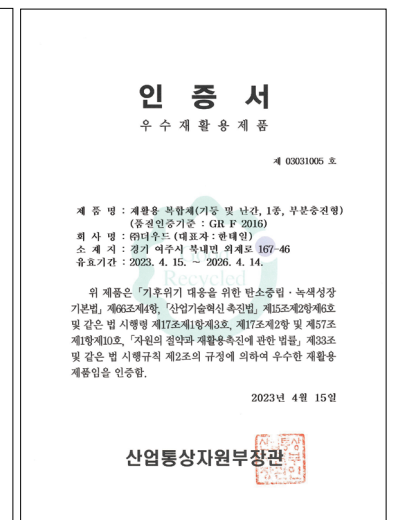 인 증 서
우 수 재 활 용 제 품
제 03031005 호
제 품 명 : 재활용 복합체(기둥 및 난간, 1종, 부분충진형)
(품질인증기준 : GR F 2016)
회 사 명 : ㈜더우드 (대표자 : 한태일)
소 재 지 : 경기 여주시 북내면 외제로 167-46
유효기간 : 2023. 4. 15. ~ 2026. 4. 14.
Recycled
위 제품은 「기후위기 대응을 위한 탄소중립ㆍ녹색성장
기본법」 제66조제4항, 「산업기술혁신 촉진법」 제15조제2항제6호
및 같은 법 시행령 제17조제1항제3호, 제17조제2항 및 제57조
제1항제10호, 「자원의 절약과 재활용촉진에 관한 법률」 제33조
및 같은 법 시행규칙 제2조의 규정에 의하여 우수한 재활용
제품임을 인증함.
2023년 4월 15일
산업통상자원부장관